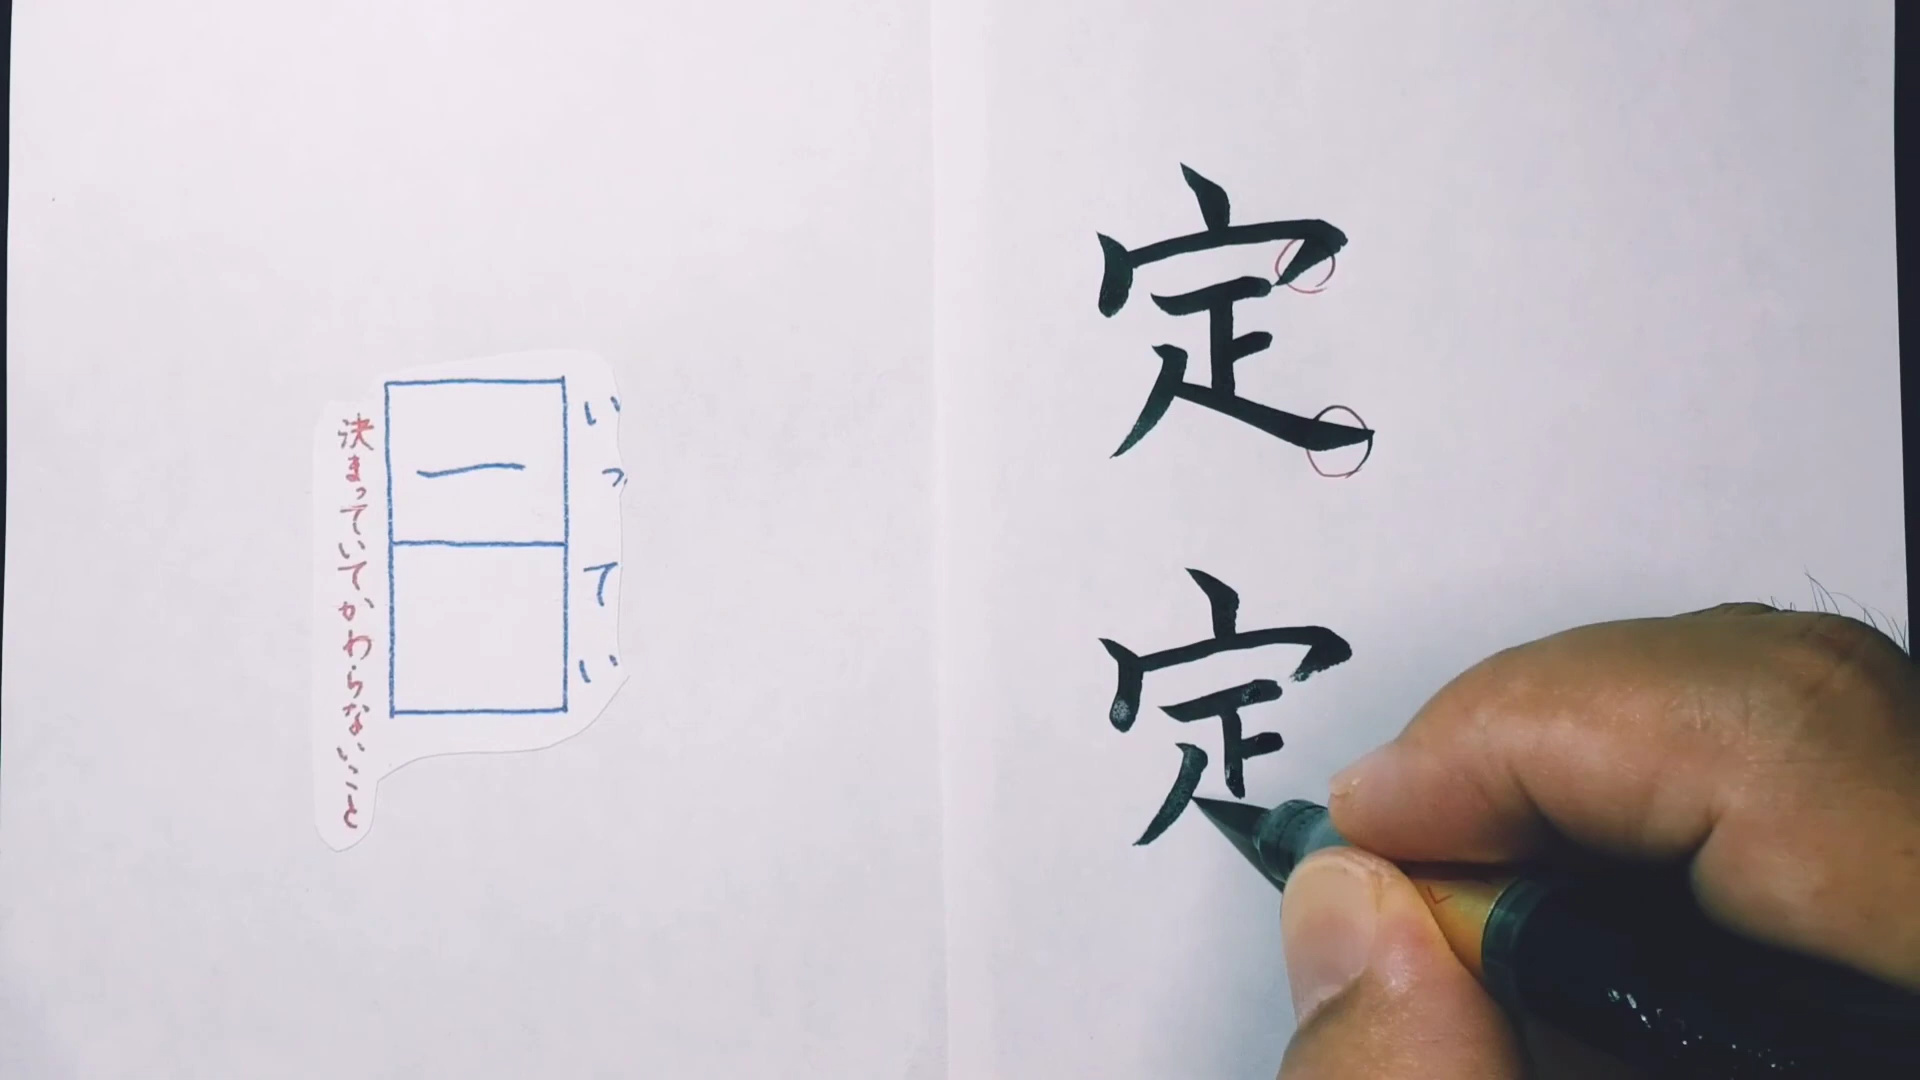 定
定
いってい
一
決まっていてかわらないこと